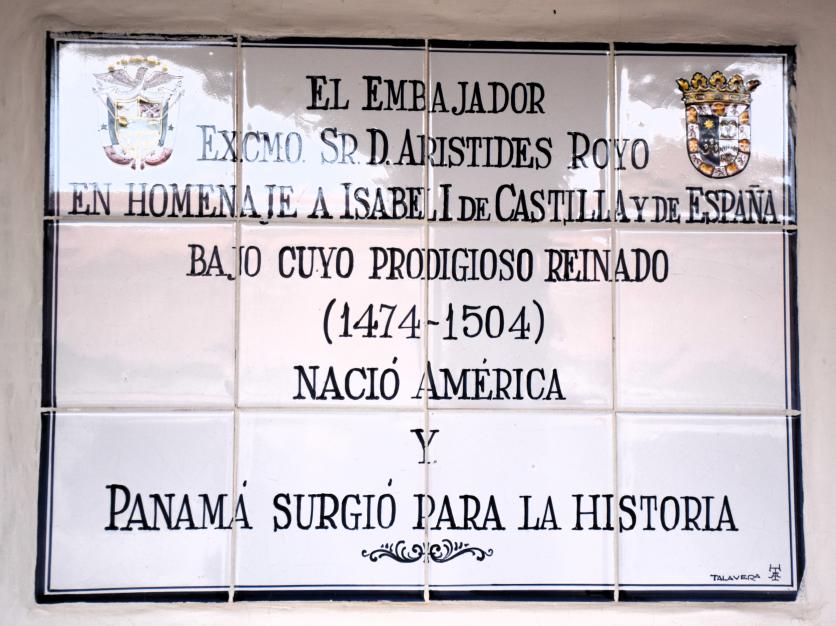 EL EMBAJADOR
EXCMO. SR. D. ARISTIDES ROYO
EN HOMENAJE A ISABEL I DE CASTILLA Y DE ESPAÑA
BAJO CUYO PRODIGIOSO REINADO
(1474-1504)
NACIÓ AMÉRICA
Y
PANAMÁ SURGIÓ PARA LA HISTORIA
TALAVERA